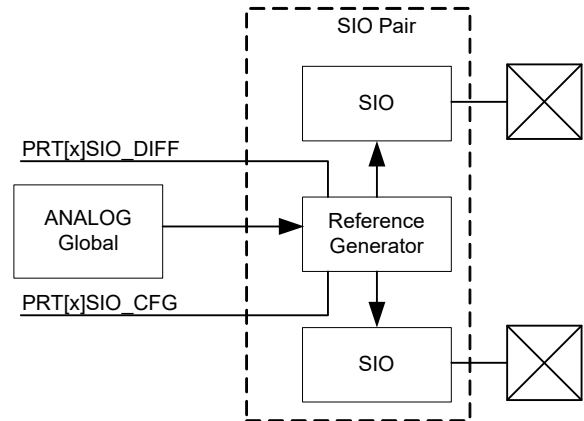 SIO Pair
SIO
PRT[x]SIO_DIFF
ANALOG
Global
Reference
Generator
PRT[x]SIO_CFG
SIO